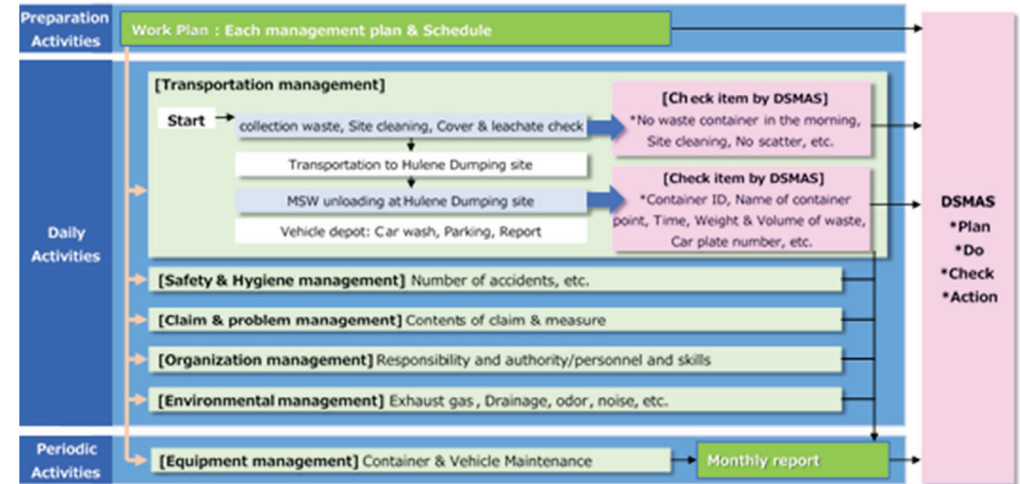 Preparation
Activities
Work Plan : Each management plan & Schedule
Daily
Activities
[Transportation management]
Start
collection waste, Site cleaning, Cover & leachate check
Transportation to Hulene Dumping site
MSW unloading at Hulene Dumping site
Vehicle depot: Car wash, Parking, Report
[Check item by DSMAS]
*No waste container in the morning,
Site cleaning, No scatter, etc.
[Check item by DSMAS]
*Container ID, Name of container
point, Time, Weight & Volume of waste,
Car plate number, etc.
[Safety & Hygiene management] Number of accidents, etc.
[Claim & problem management] Contents of claim & measure
[Organization management] Responsibility and authority/personnel and skills
[Environmental management] Exhaust gas , Drainage, odor, noise, etc.
Periodic
Activities
[Equipment management] Container & Vehicle Maintenance
Monthly report
DSMAS
*Plan
*Do
*Check
*Action